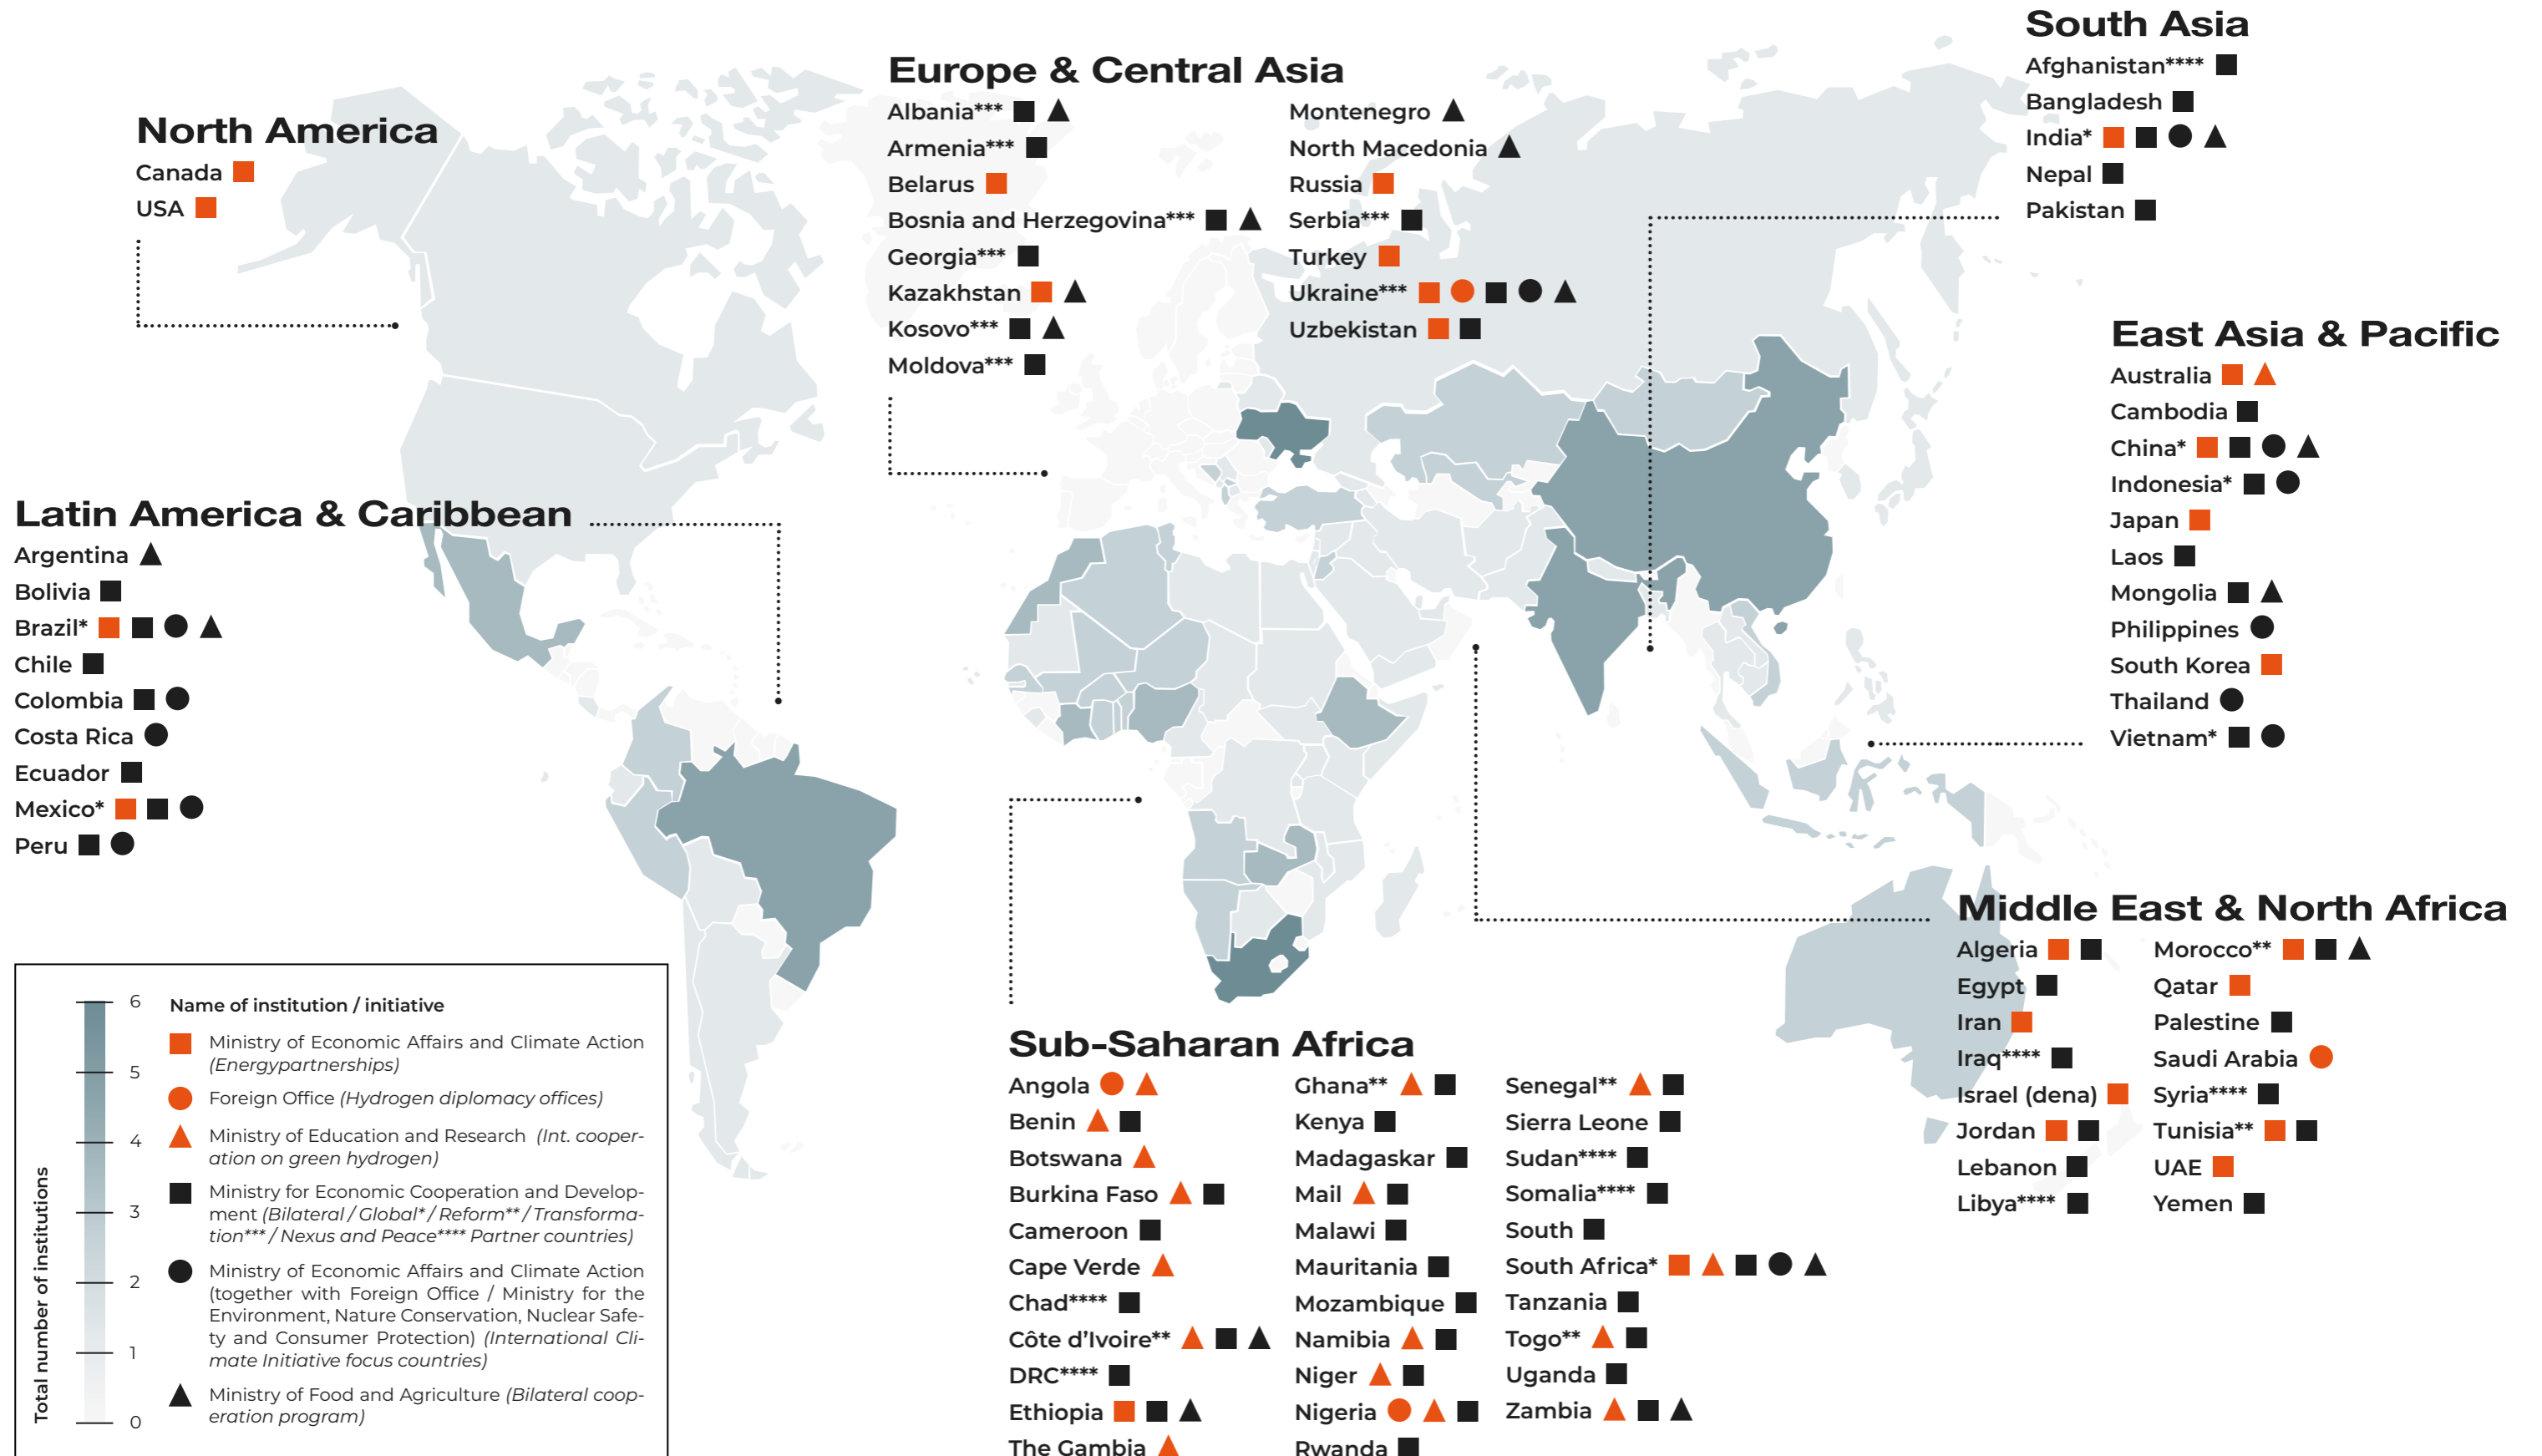 North America
Canada
USA
Latin America & Caribbean
Argentina
Bolivia
Brazil*
Chile
Colombia
Costa Rica
Ecuador
Mexico*
Peru
Europe & Central Asia
Albania***
Armenia***
Belarus
Bosnia and Herzegovina***
Georgia***
Kazakhstan
Kosovo***
Moldova***
Montenegro
North Macedonia
Russia
Serbia***
Turkey
Ukraine***
Uzbekistan
South Asia
Afghanistan****
Bangladesh
India*
Nepal
Pakistan
East Asia & Pacific
Australia
Cambodia
China*
Indonesia*
Japan
Laos
Mongolia
Philippines
South Korea
Thailand
Vietnam*
Middle East & North Africa
Algeria
Egypt
Iran
Iraq****
Israel (dena)
Jordan
Lebanon
Libya****
Morocco**
Qatar
Palestine
Saudi Arabia
Syria****
Tunisia**
UAE
Yemen
Sub-Saharan Africa
Angola
Benin
Botswana
Burkina Faso
Cameroon
Cape Verde
Chad****
Côte d’Ivoire**
DRC****
Ethiopia
The Gambia
Ghana**
Kenya
Madagaskar
Mail
Malawi
Mauritania
Mozambique
Namibia
Niger
Nigeria
Rwanda
Senegal**
Sierra Leone
Sudan****
Somalia****
South
South Africa*
Tanzania
Togo**
Uganda
Zambia
Total number of institutions
6
5
4
3
2
1
0
Name of institution / initiative
Ministry of Economic Affairs and Climate Action
(Energypartnerships)
Foreign Office (Hydrogen diplomacy offices)
Ministry of Education and Research (Int. cooper-
ation on green hydrogen)
Ministry for Economic Cooperation and Develop-
ment (Bilateral / Global* / Reform** / Transforma-
tion*** / Nexus and Peace**** Partner countries)
Ministry of Economic Affairs and Climate Action
(together with Foreign Office / Ministry for the
Environment, Nature Conservation, Nuclear Safe-
ty and Consumer Protection) (International Cli-
mate Initiative focus countries)
Ministry of Food and Agriculture (Bilateral coop-
eration program)